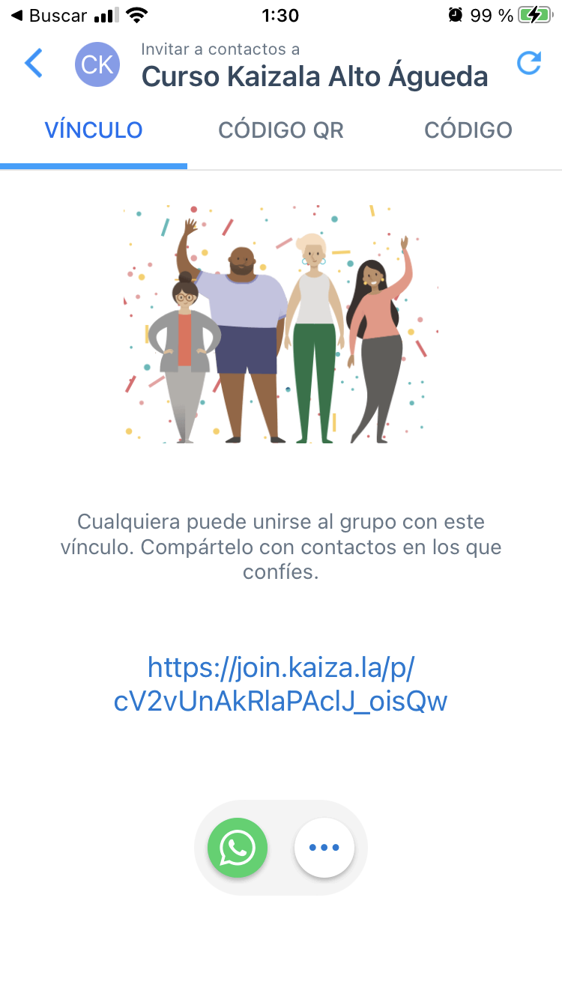 Buscar
1:30
99 %
CK
Invitar a contactos a
Curso Kaizala Alto Águeda
VÍNCULO
CÓDIGO QR
CÓDIGO
Cualquiera puede unirse al grupo con este
vínculo. Compártelo con contactos en los que
confíes.
https://join.kaiza.la/p/
cV2vUnAkRlaPAclJ_oisQw